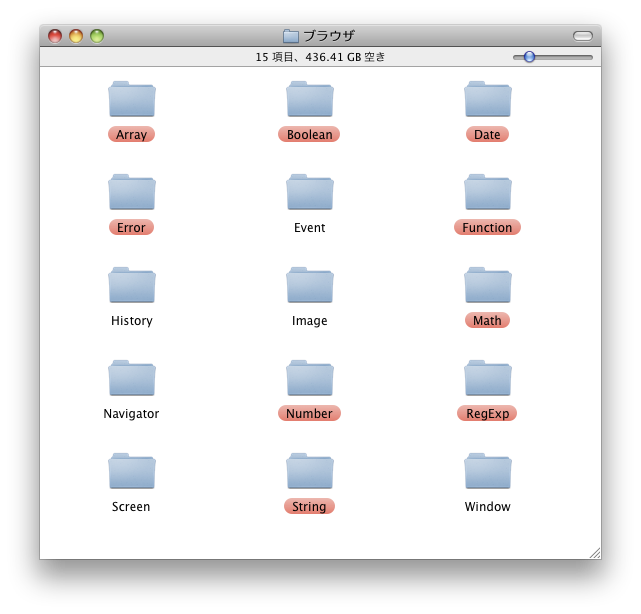 ブラウザ
15 項目、436.41 GB 空き
Array Boolean Date
Error Event Function
History Image Math
Navigator Number RegExp
Screen String Window